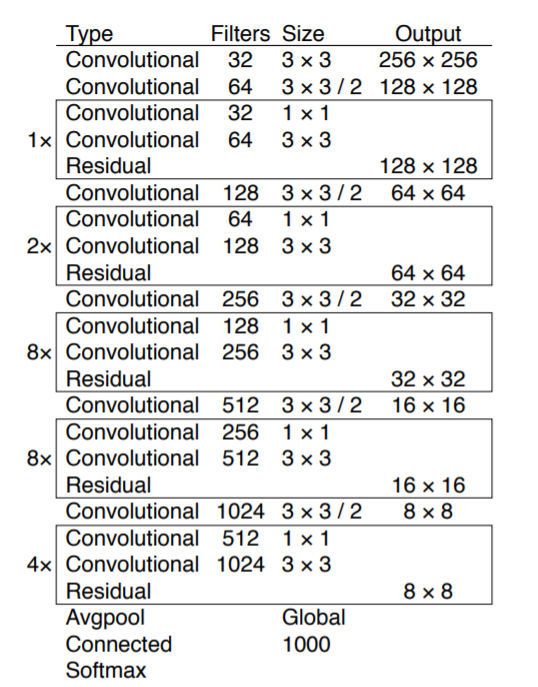 Type Filters Size Output
Convolutional 32 3 × 3 256 × 256
Convolutional 64 3 × 3 / 2 128 × 128
Convolutional 32 1 × 1
1× Convolutional 64 3 × 3
Residual 128 × 128
Convolutional 128 3 × 3 / 2 64 × 64
Convolutional 64 1 × 1
2× Convolutional 128 3 × 3
Residual 64 × 64
Convolutional 256 3 × 3 / 2 32 × 32
Convolutional 128 1 × 1
8× Convolutional 256 3 × 3
Residual 32 × 32
Convolutional 512 3 × 3 / 2 16 × 16
Convolutional 256 1 × 1
8× Convolutional 512 3 × 3
Residual 16 × 16
Convolutional 1024 3 × 3 / 2 8 × 8
Convolutional 512 1 × 1
4× Convolutional 1024 3 × 3
Residual 8 × 8
Avgpool Global
Connected 1000
Softmax